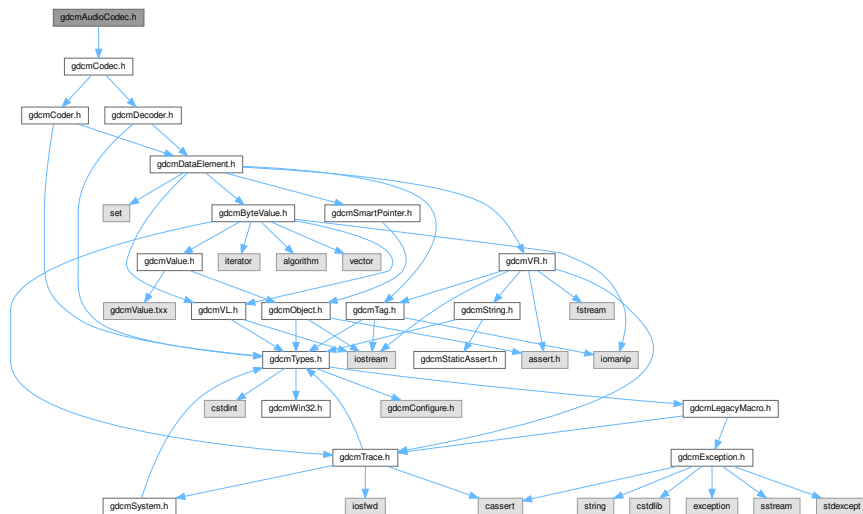 gdcmAudioCodec.h
gdcmCodec.h
gdcmCoder.h
gdcmDecoder.h
gdcmDataElement.h
set
gdcmByteValue.h
gdcmSmartPointer.h
gdcmValue.h
iterator
algorithm
vector
gdcmVR.h
gdcmValue.txx
gdcmVL.h
gdcmObject.h
gdcmTag.h
gdcmString.h
fstream
gdcmTypes.h
iostream
gdcmStaticAssert.h
assert.h
iomanip
cstdint
gdcmWin32.h
gdcmConfigure.h
gdcmLegacyMacro.h
gdcmTrace.h
gdcmException.h
gdcmSystem.h
iosfwd
cassert
string
cstdlib
exception
sstream
stdexcept